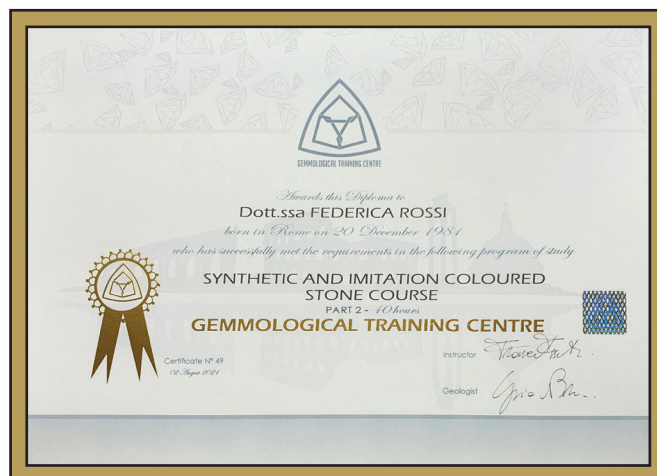 GEMMOLOGICAL TRAINING CENTRE
Awards this Diploma to
Dott.ssa FEDERICA ROSSI
born in Rome on 20 December 1981
who has successfully met the requirements in the following program of study
SYNTHETIC AND IMITATION COLOURED
STONE COURSE
PART 2 - 40 hours
GEMMOLOGICAL TRAINING CENTRE
Certificate N° 49
02 August 2021
Instructor
Geologist